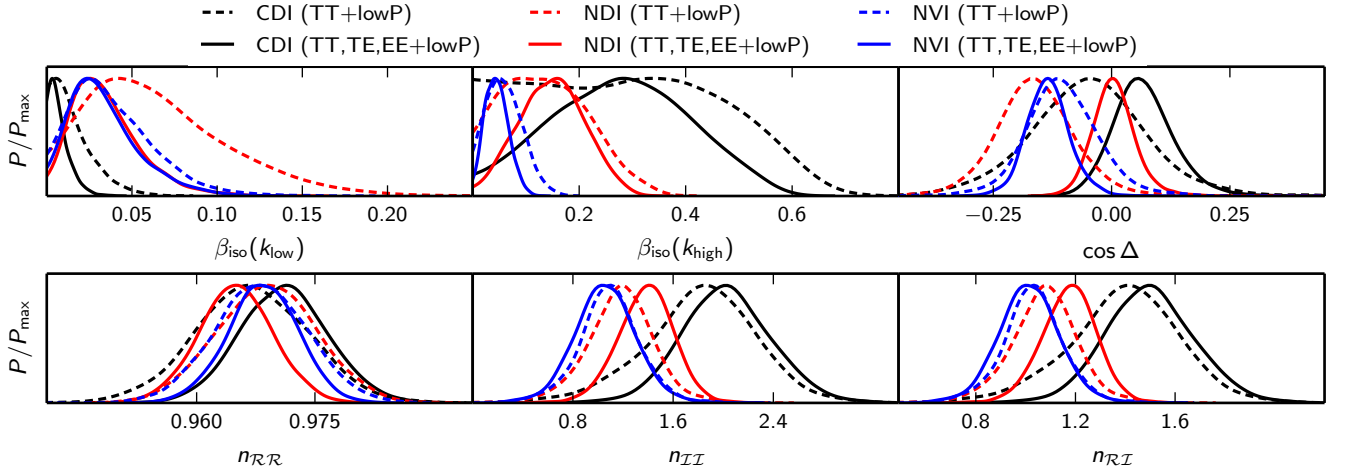 CDI (TT+lowP) NDI (TT+lowP) NVI (TT+lowP)
CDI (TT,TE,EE+lowP) NDI (TT,TE,EE+lowP) NVI (TT,TE,EE+lowP)
P/P_max
0.05 0.10 0.15 0.20 0.2 0.4 0.6 −0.25 0.00 0.25
β_iso(k_low) β_iso(k_high) cos Δ
P/P_max
0.960 0.975 0.8 1.6 2.4 0.8 1.2 1.6
n_ℛℛ n_ℐℐ n_ℛℐ